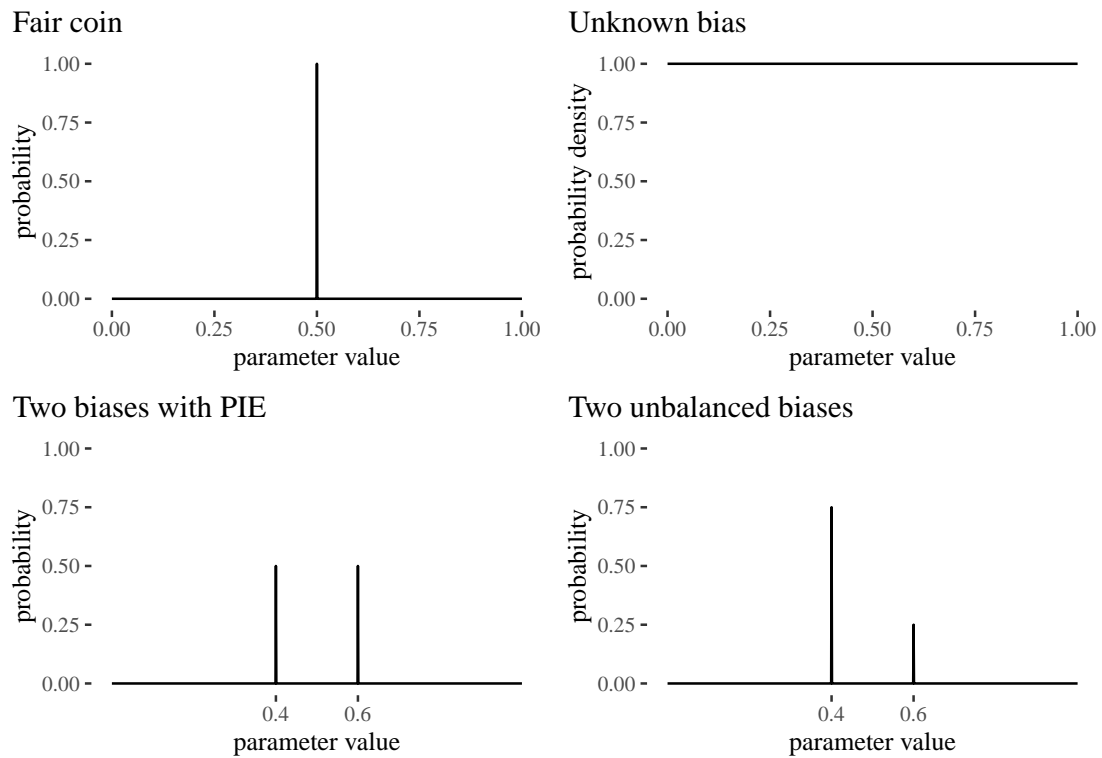 Fair coin
1.00
0.75
0.50
0.25
0.00
probability
0.00 0.25 0.50 0.75 1.00
parameter value
Unknown bias
1.00
0.75
0.50
0.25
0.00
probability density
0.00 0.25 0.50 0.75 1.00
parameter value
Two biases with PIE
1.00
0.75
0.50
0.25
0.00
probability
0.4 0.6
parameter value
Two unbalanced biases
1.00
0.75
0.50
0.25
0.00
probability
0.4 0.6
parameter value